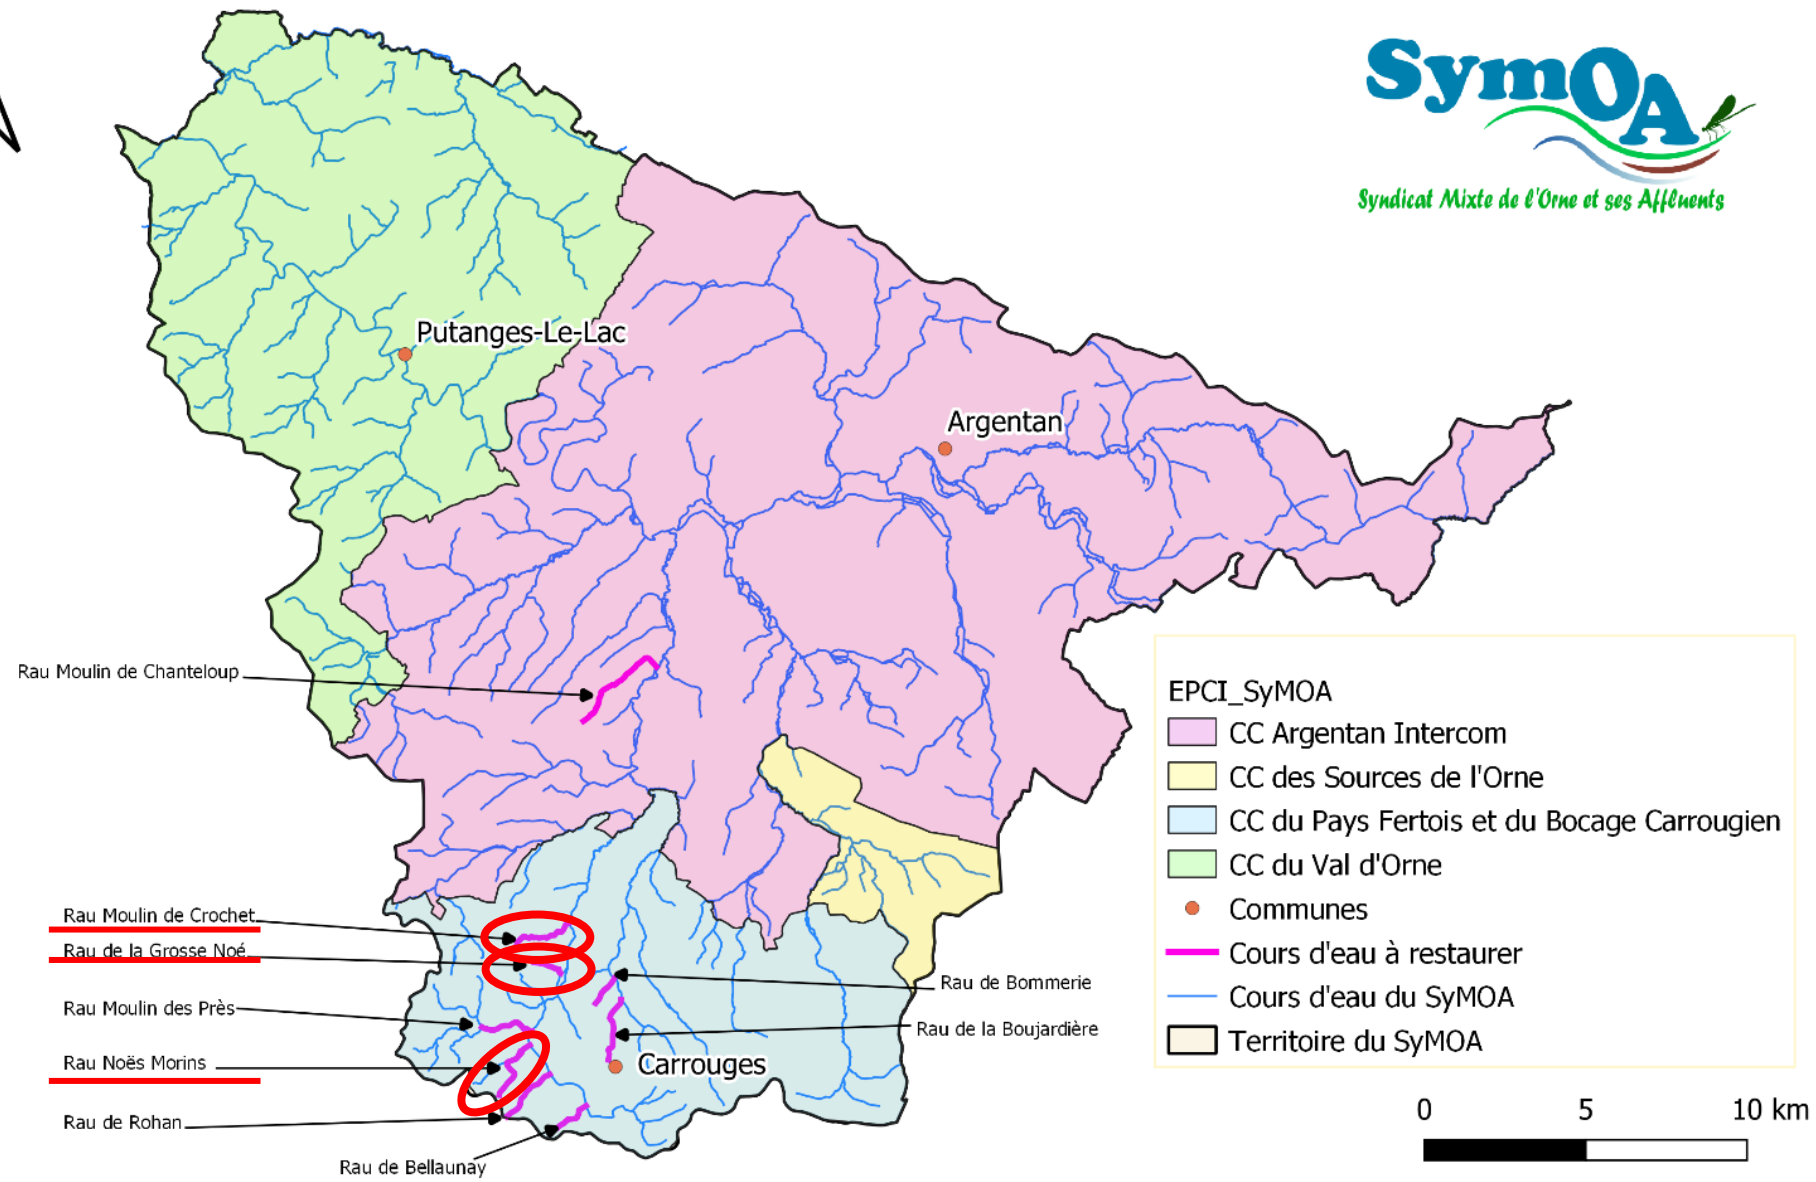 SymOA
Syndicat Mixte de l'Orne et ses Affluents
Putanges-Le-Lac
Argentan
Rau Moulin de Chanteloup
EPCI_SyMOA
CC Argentan Intercom
CC des Sources de l'Orne
CC du Pays Fertois et du Bocage Carrougien
CC du Val d'Orne
Communes
Cours d'eau à restaurer
Cours d'eau du SyMOA
Territoire du SyMOA
Rau Moulin de Crochet
Rau de la Grosse Noé
Rau Moulin des Près
Rau Noës Morins
Rau de Rohan
Rau de Bellaunay
Rau de Bommerie
Rau de la Boujardière
Carrouges
0 5 10 km